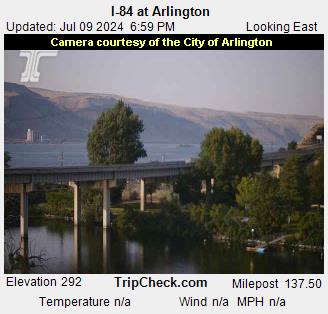 I-84 at Arlington
Updated: Jul 09 2024 6:59 PM Looking East
Camera courtesy of the City of Arlington
Elevation 292 TripCheck.com Milepost 137.50
Temperature n/a Wind n/a MPH n/a